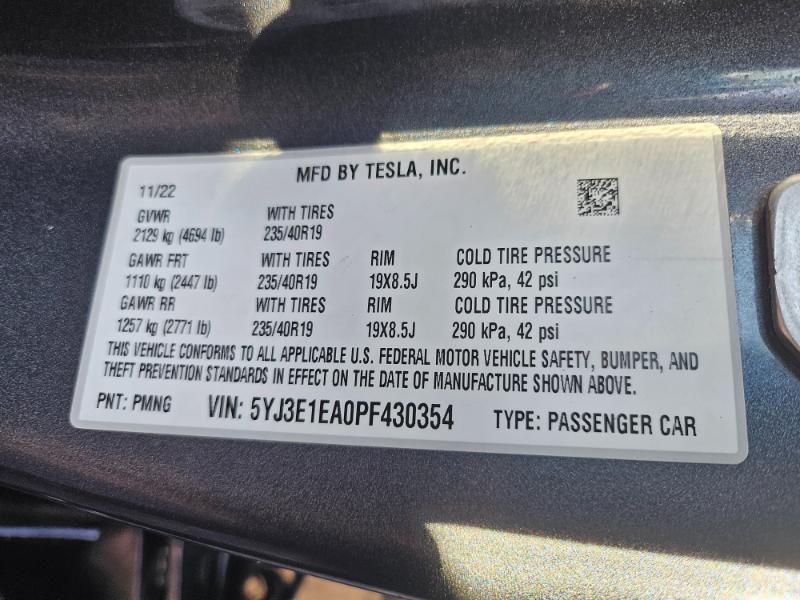 MFD BY TESLA, INC.
11/22
GVWR WITH TIRES
2129 kg (4694 lb) 235/40R19
GAWR FRT WITH TIRES RIM COLD TIRE PRESSURE
1110 kg (2447 lb) 235/40R19 19X8.5J 290 kPa, 42 psi
GAWR RR WITH TIRES RIM COLD TIRE PRESSURE
1257 kg (2771 lb) 235/40R19 19X8.5J 290 kPa, 42 psi
THIS VEHICLE CONFORMS TO ALL APPLICABLE U.S. FEDERAL MOTOR VEHICLE SAFETY, BUMPER, AND
THEFT PREVENTION STANDARDS IN EFFECT ON THE DATE OF MANUFACTURE SHOWN ABOVE.
PNT: PMNG VIN: 5YJ3E1EA0PF430354 TYPE: PASSENGER CAR